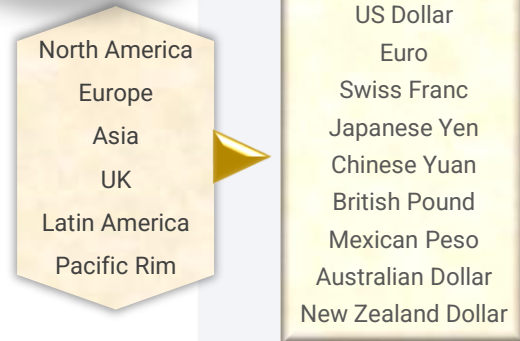 North America
Europe
Asia
UK
Latin America
Pacific Rim
US Dollar
Euro
Swiss Franc
Japanese Yen
Chinese Yuan
British Pound
Mexican Peso
Australian Dollar
New Zealand Dollar